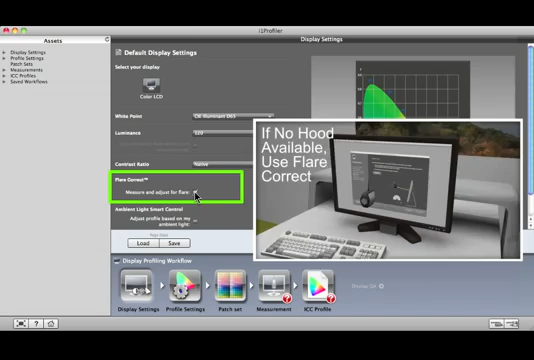 i1Profiler
Assets
Display Settings
Display Settings
Profile Settings
Patch Sets
Measurements
ICC Profiles
Saved Workflows
Default Display Settings
Select your display
Color LCD
White Point
CIE Illuminant D65
Luminance
120
Contrast Ratio
Native
Flare Correct™
Measure and adjust for flare:
Ambient Light Smart Control
Adjust profile based on my
ambient light:
Load
Save
If No Hood
Available,
Use Flare
Correct
Display Profiling Workflow
Display Settings
Profile Settings
Patch set
Measurement
ICC Profile